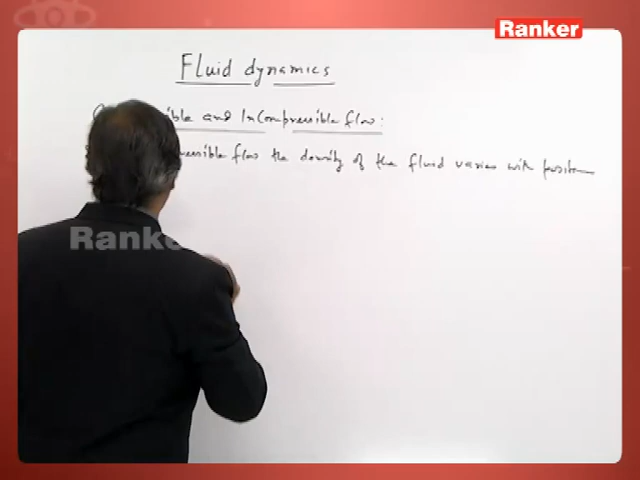 Ranker
Fluid dynamics
and Incompressible flow:
flow the density of the fluid varies with position
Ranker